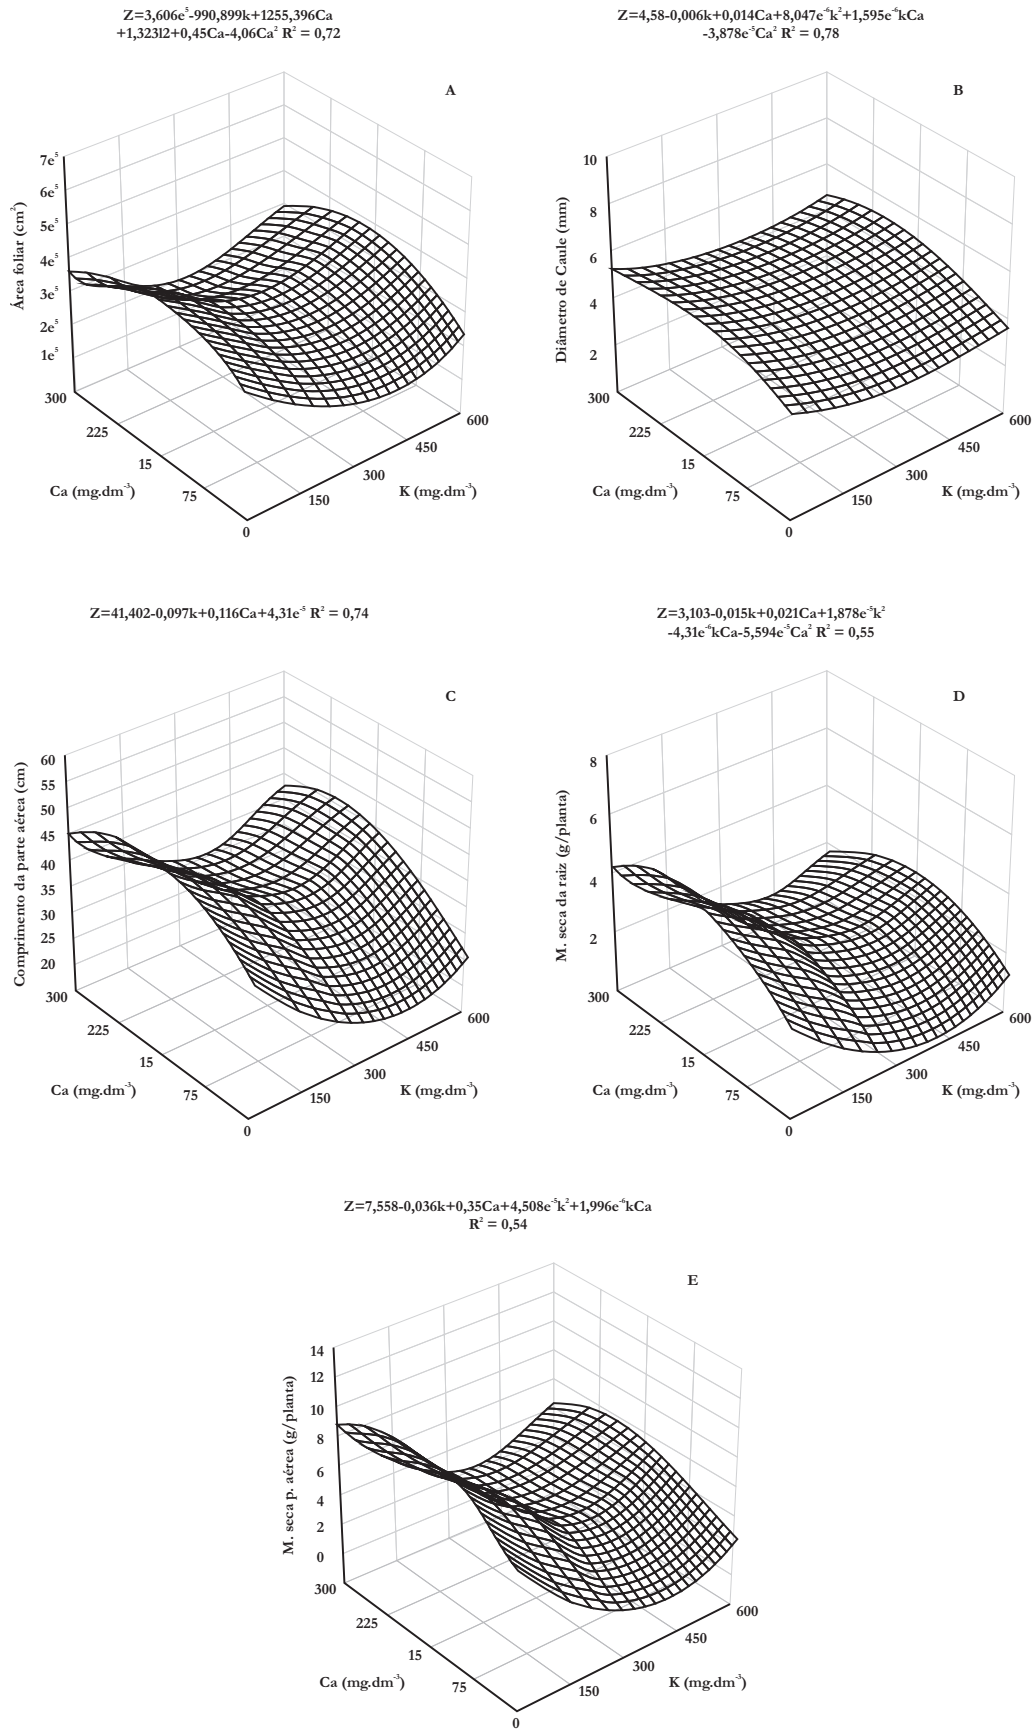 Z=3,606e⁵-990,899k+1255,396Ca
+1,323l2+0,45Ca-4,06Ca² R² = 0,72
A
7e⁵
6e⁵
5e⁵
4e⁵
3e⁵
2e⁵
1e⁵
Área foliar (cm²)
300
225
15
75
0
Ca (mg.dm⁻³)
150
300
450
600
K (mg.dm⁻³)
Z=4,58-0,006k+0,014Ca+8,047e⁻⁶k²+1,595e⁻⁶kCa
-3,878e⁻⁵Ca² R² = 0,78
B
10
8
6
4
2
Diâmetro de Caule (mm)
300
225
15
75
0
Ca (mg.dm⁻³)
150
300
450
600
K (mg.dm⁻³)
Z=41,402-0,097k+0,116Ca+4,31e⁻⁵ R² = 0,74
C
60
55
50
45
40
35
30
25
20
Comprimento da parte aérea (cm)
300
225
15
75
0
Ca (mg.dm⁻³)
150
300
450
600
K (mg.dm⁻³)
Z=3,103-0,015k+0,021Ca+1,878e⁻⁵k²
-4,31e⁻⁶kCa-5,594e⁻⁵Ca² R² = 0,55
D
8
6
4
2
M. seca da raiz (g/planta)
300
225
15
75
0
Ca (mg.dm⁻³)
150
300
450
600
K (mg.dm⁻³)
Z=7,558-0,036k+0,35Ca+4,508e⁻⁵k²+1,996e⁻⁶kCa
R² = 0,54
E
14
12
10
8
6
4
2
0
M. seca p. aérea (g/planta)
300
225
15
75
0
Ca (mg.dm⁻³)
150
300
450
600
K (mg.dm⁻³)